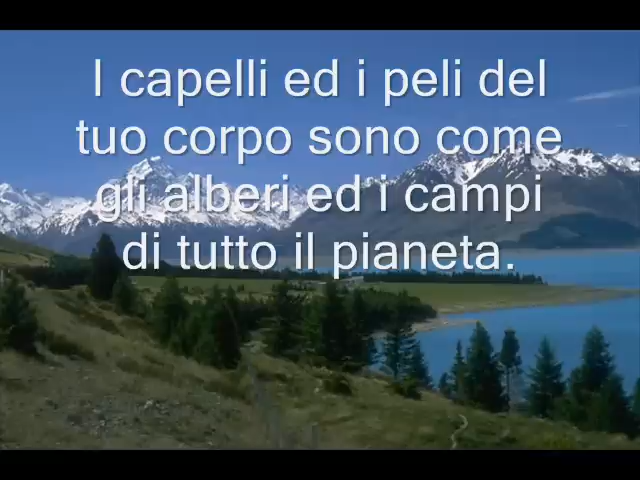 I capelli ed i peli del
tuo corpo sono come
gli alberi ed i campi
di tutto il pianeta.